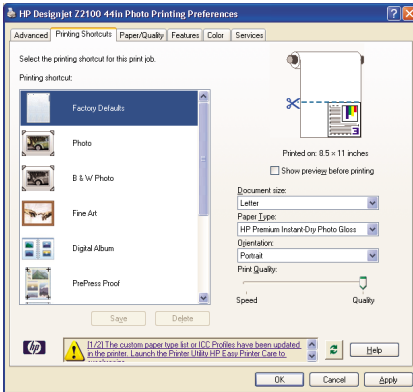 HP Designjet Z2100 44in Photo Printing Preferences
Advanced Printing Shortcuts Paper/Quality Features Color Services
Select the printing shortcut for this print job.
Printing shortcut:
Factory Defaults
Photo
B & W Photo
Fine Art
Digital Album
PrePress Proof
Save Delete
3
Printed on: 8.5 × 11 inches
Show preview before printing
Document size:
Letter
Paper Type:
HP Premium Instant-Dry Photo Gloss
Orientation:
Portrait
Print Quality:
Speed Quality
hp
[1/2] The custom paper type list or ICC Profiles have been updated
in the printer. Launch the Printer Utility HP Easy Printer Care to
Help
OK Cancel Apply